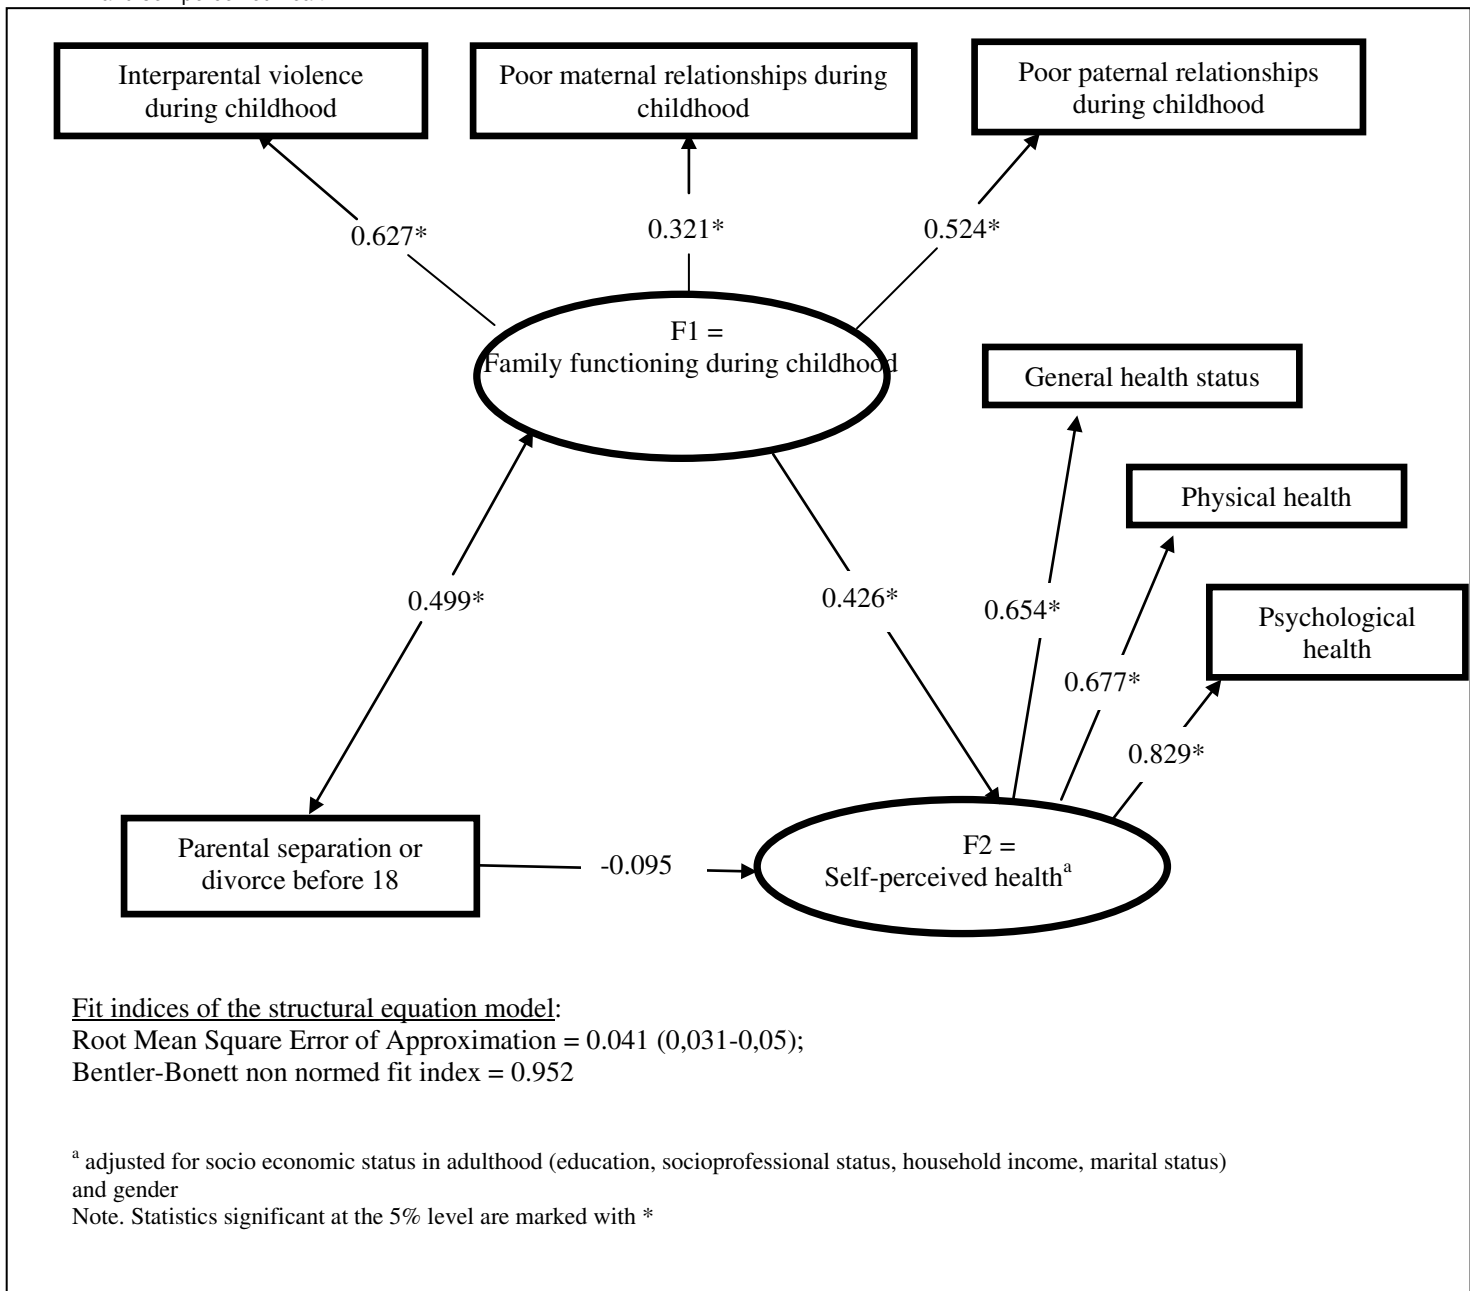 Interparental violence
during childhood
Poor maternal relationships during
childhood
Poor paternal relationships
during childhood
0.627*
0.321*
0.524*
F1 =
Family functioning during childhood
General health status
Physical health
Psychological
health
0.499*
0.426*
0.654*
0.677*
0.829*
Parental separation or
divorce before 18
-0.095
F2 =
Self-perceived healthᵃ
Fit indices of the structural equation model:
Root Mean Square Error of Approximation = 0.041 (0,031-0,05);
Bentler-Bonett non normed fit index = 0.952
ᵃ adjusted for socio economic status in adulthood (education, socioprofessional status, household income, marital status)
and gender
Note. Statistics significant at the 5% level are marked with *